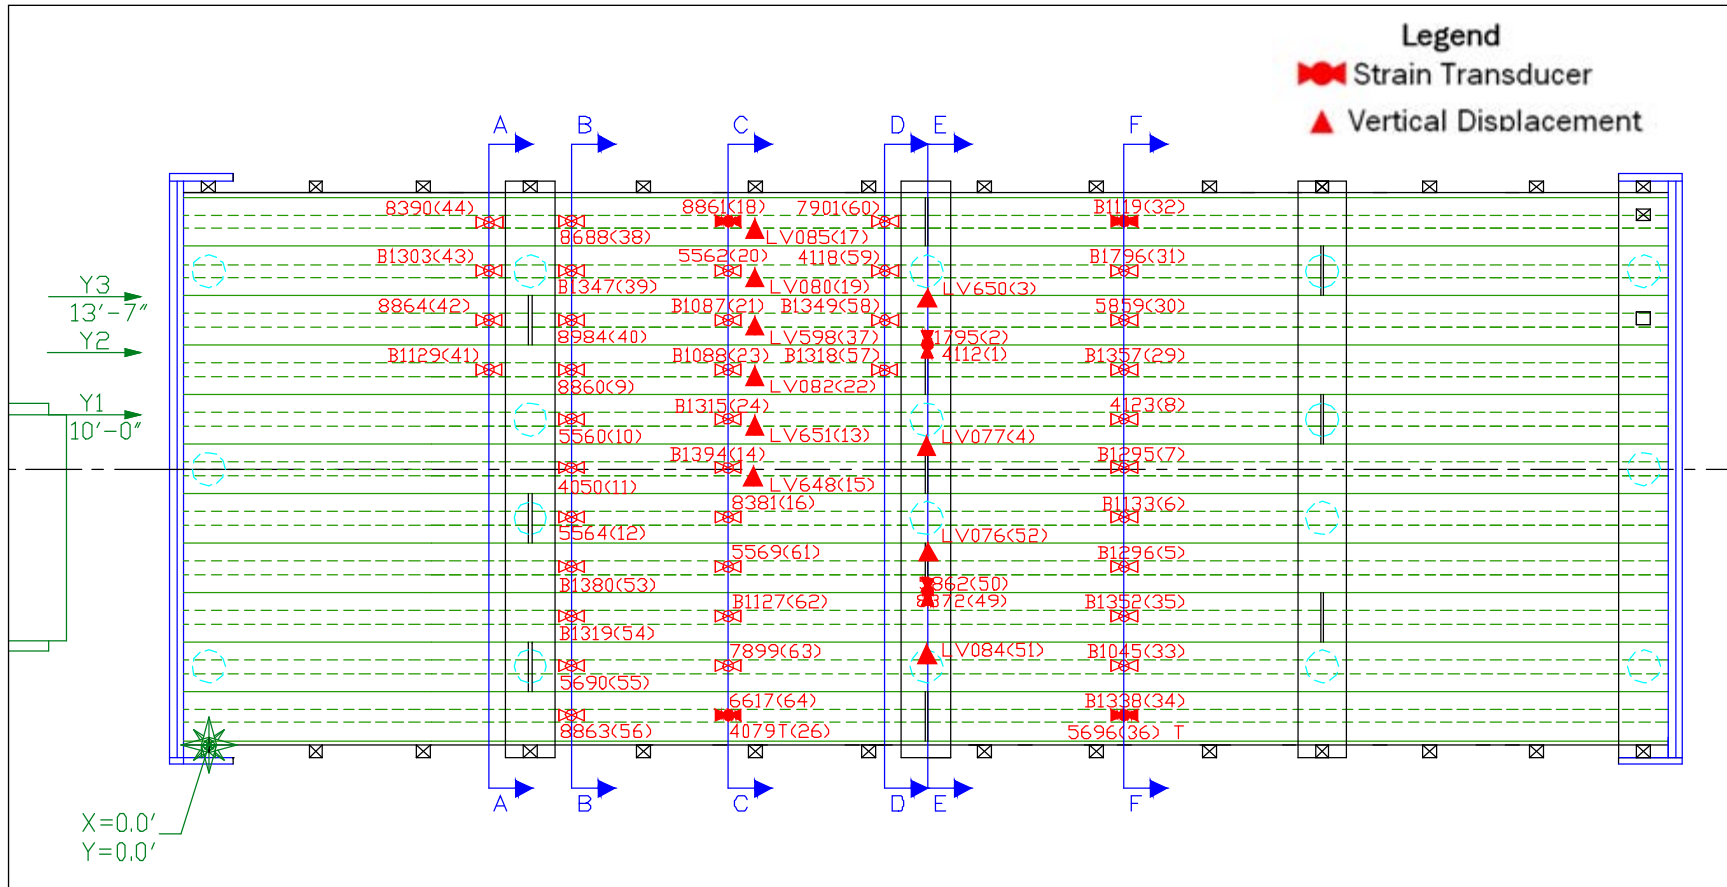 Legend
Strain Transducer
Vertical Displacement
A B C D E F
8390(44) 8861(18) 7901(60) B1119(32)
8688(38) LV085(17)
B1303(43) 5562(20) 4118(59) B1796(31)
B1347(39) LV080(19) LV650(3)
Y3
13'-7"
8864(42) B1087(21) B1349(58) 5859(30)
8984(40) LV598(37) 1795(2)
Y2
B1129(41) B1088(23) B1318(57) 4112(1) B1357(29)
8860(9) LV082(22)
Y1
10'-0"
B1315(24) 4123(8)
5560(10) LV651(13) LV077(4)
B1394(14) B1295(7)
4050(11) LV648(15)
8381(16) B1133(6)
5564(12) LV076(52)
5569(61) B1296(5)
B1380(53) 862(50)
B1127(62) 8872(49) B1352(35)
B1319(54)
7899(63) LV084(51) B1045(33)
5690(55)
6617(64) B1338(34)
8863(56) 4079T(26) 5696(36) T
A B C D E F
X=0.0'
Y=0.0'